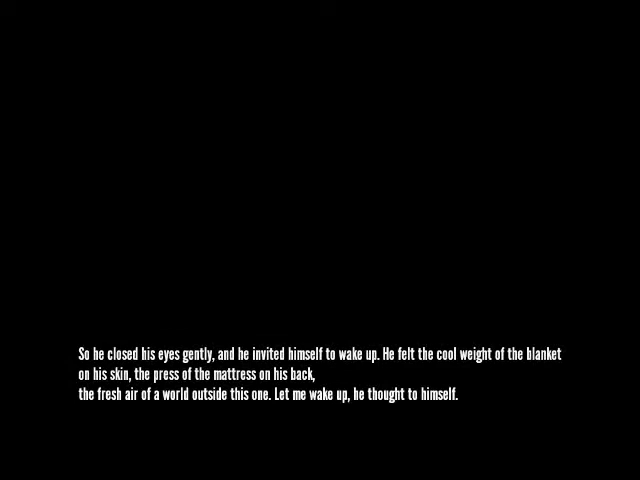 So he closed his eyes gently, and he invited himself to wake up. He felt the cool weight of the blanket
on his skin, the press of the mattress on his back,
the fresh air of a world outside this one. Let me wake up, he thought to himself.